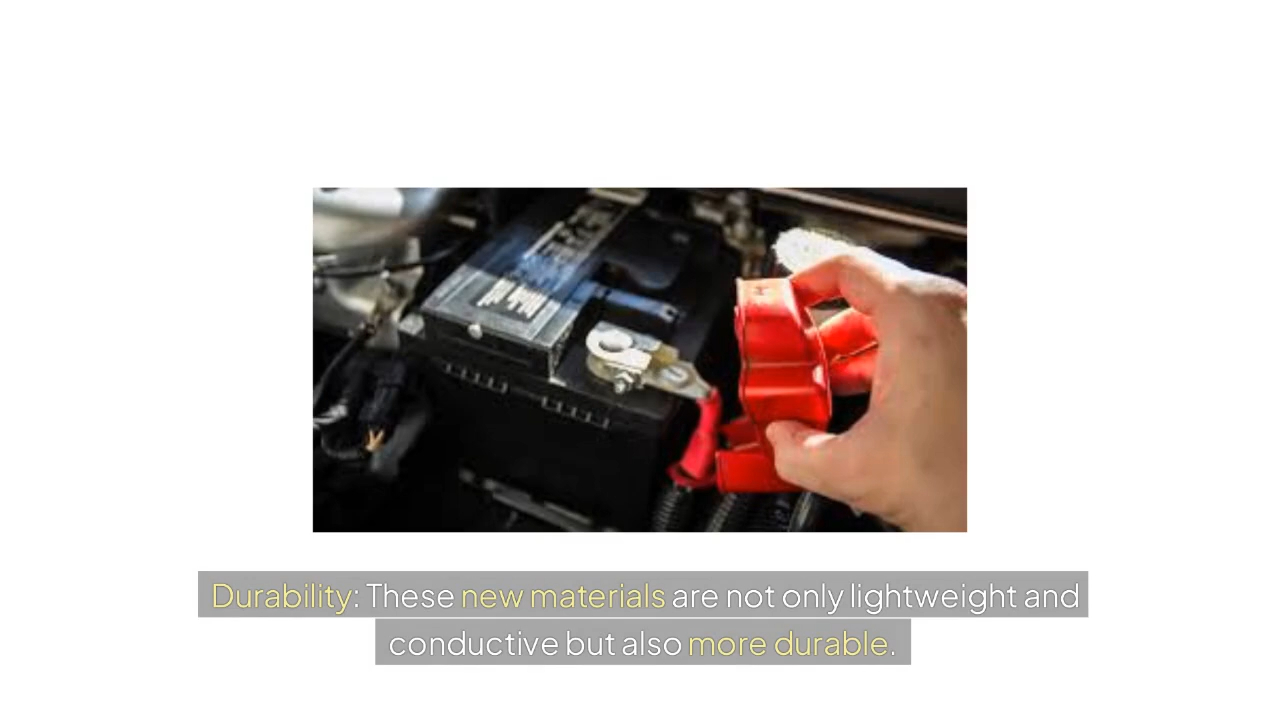 Durability: These new materials are not only lightweight and
conductive but also more durable.